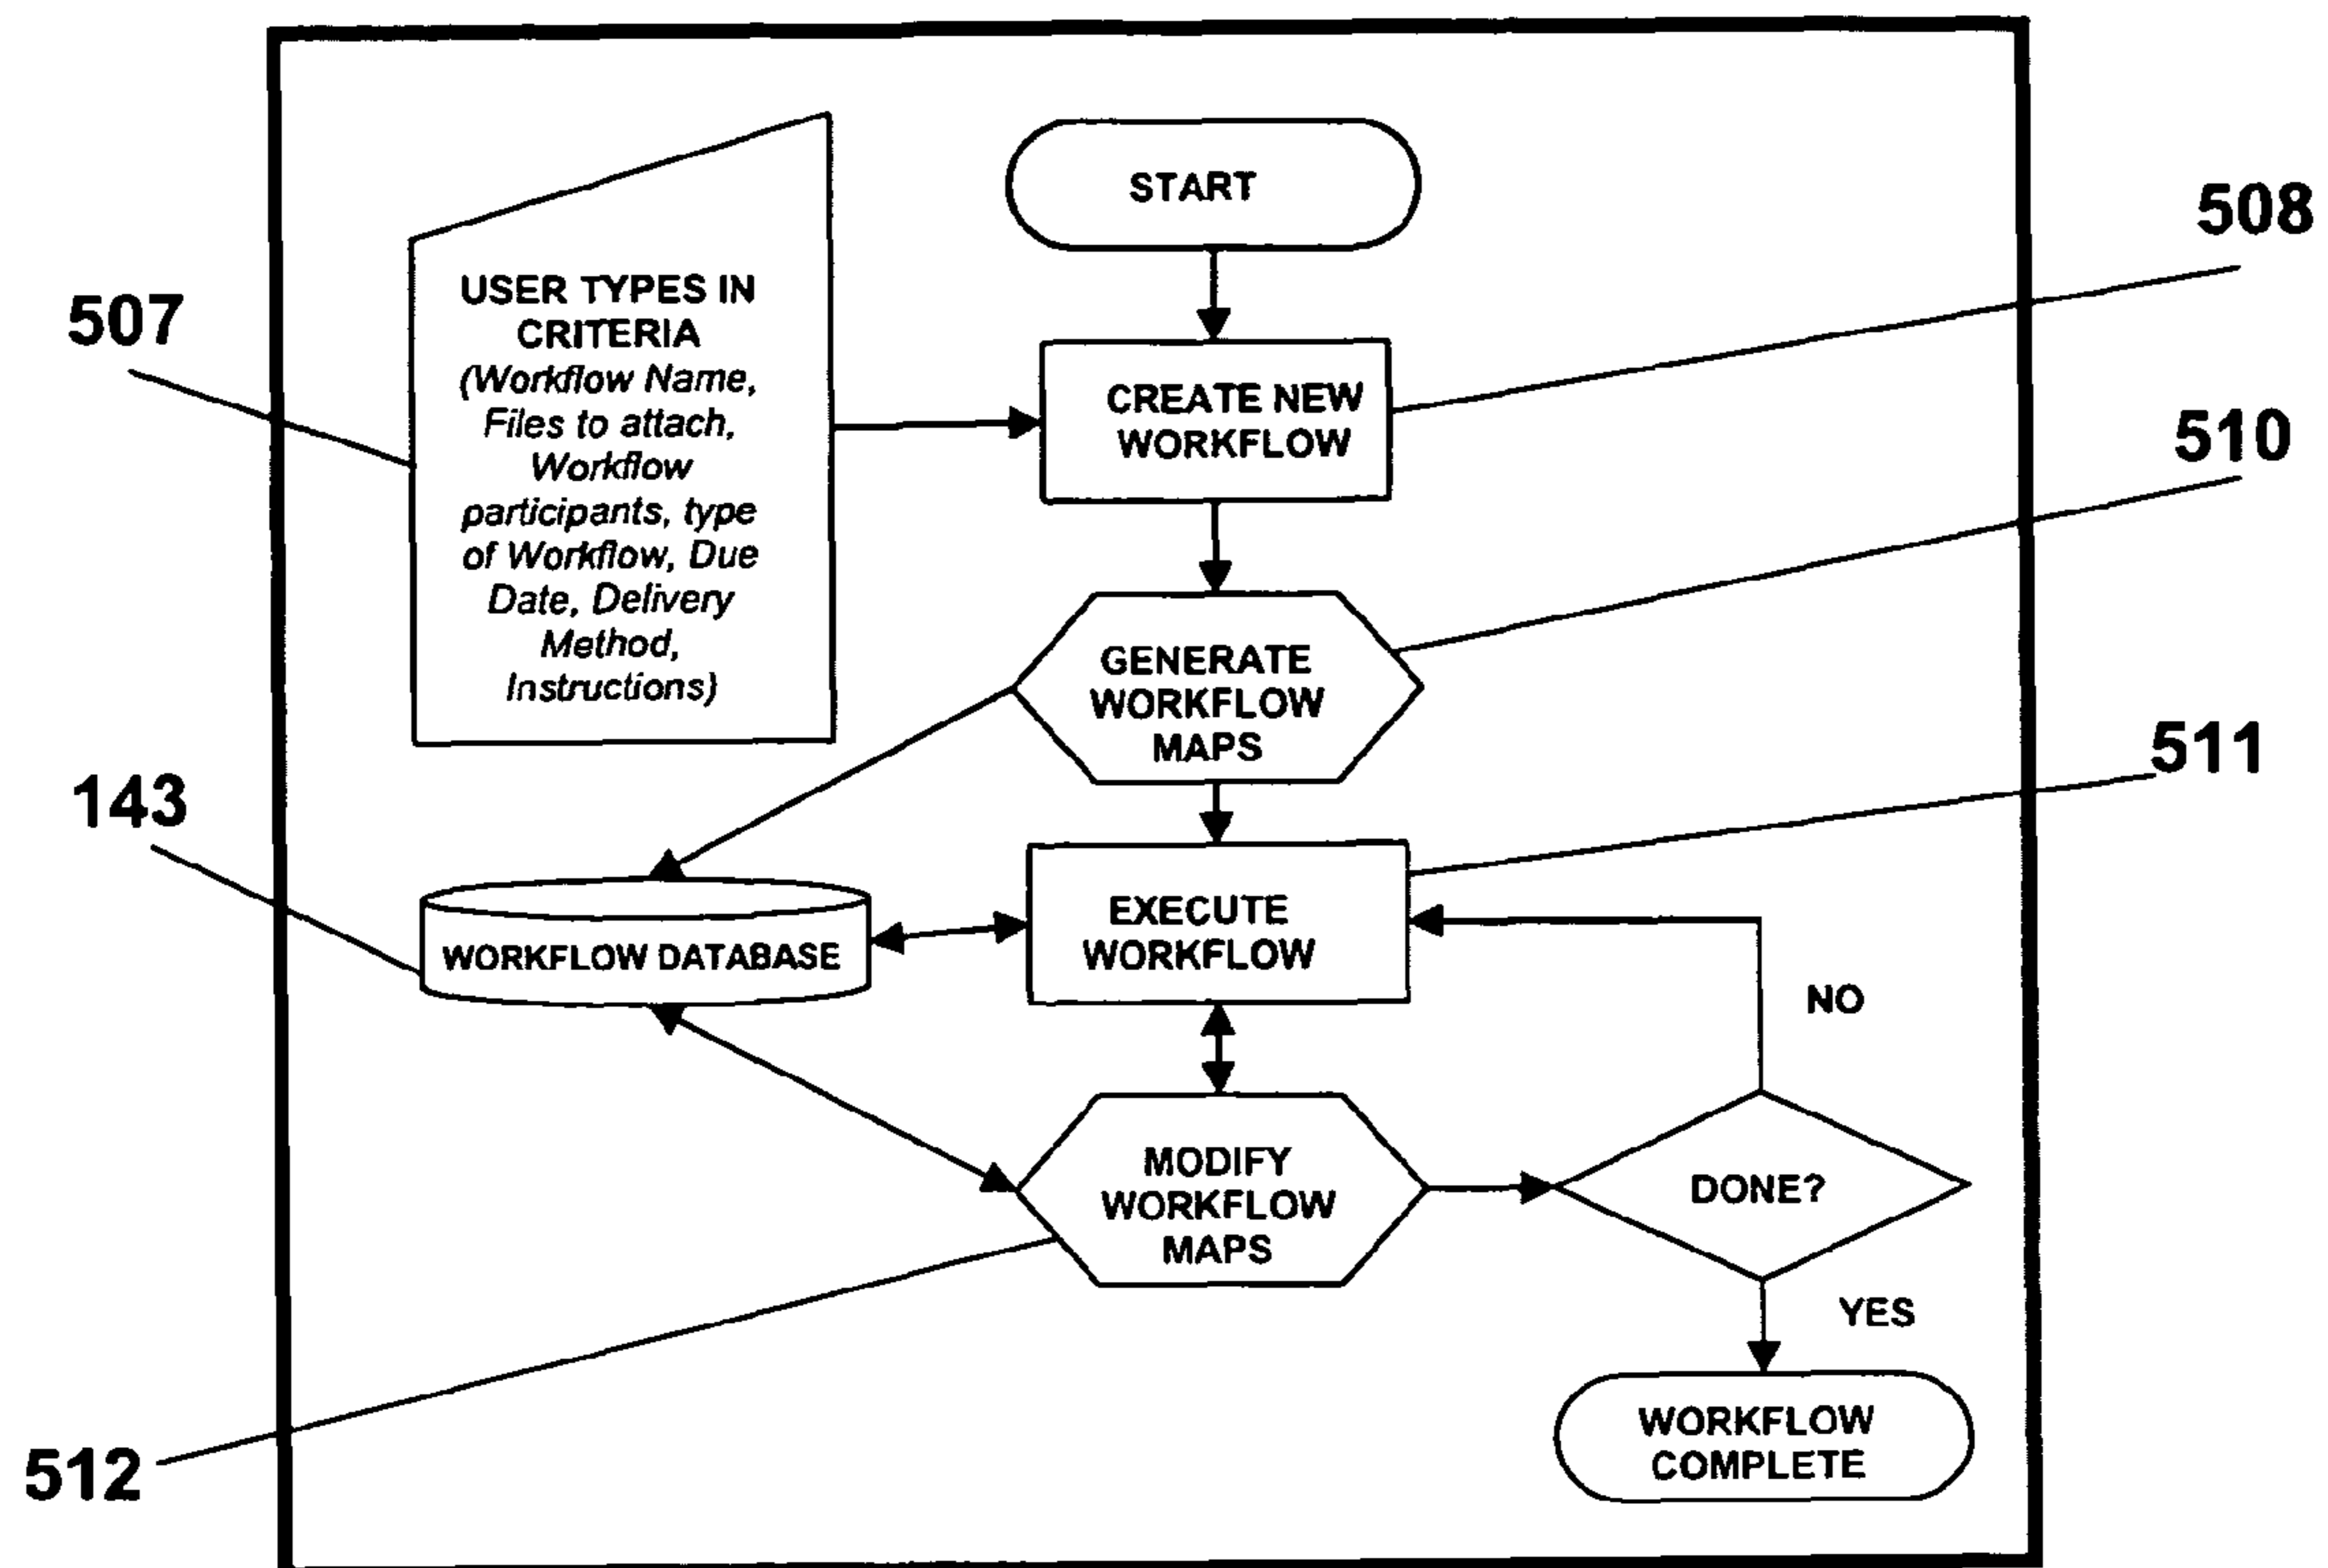 START
508
USER TYPES IN
CRITERIA
(Workflow Name,
Files to attach,
Workflow
participants, type
of Workflow, Due
Date, Delivery
Method,
Instructions)
507
CREATE NEW
WORKFLOW
510
GENERATE
WORKFLOW
MAPS
511
143
WORKFLOW DATABASE
EXECUTE
WORKFLOW
NO
MODIFY
WORKFLOW
MAPS
DONE?
YES
512
WORKFLOW
COMPLETE